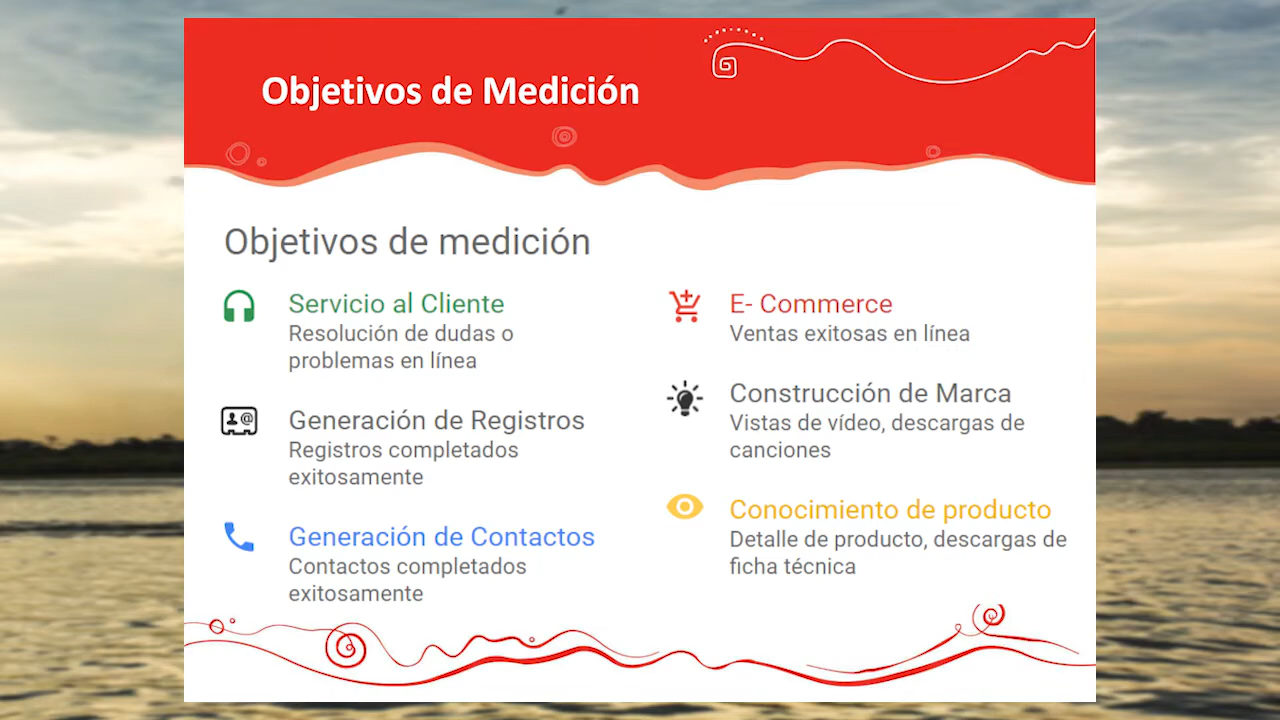 Objetivos de Medición
Objetivos de medición
Servicio al Cliente
Resolución de dudas o
problemas en línea
Generación de Registros
Registros completados
exitosamente
Generación de Contactos
Contactos completados
exitosamente
E- Commerce
Ventas exitosas en línea
Construcción de Marca
Vistas de vídeo, descargas de
canciones
Conocimiento de producto
Detalle de producto, descargas de
ficha técnica